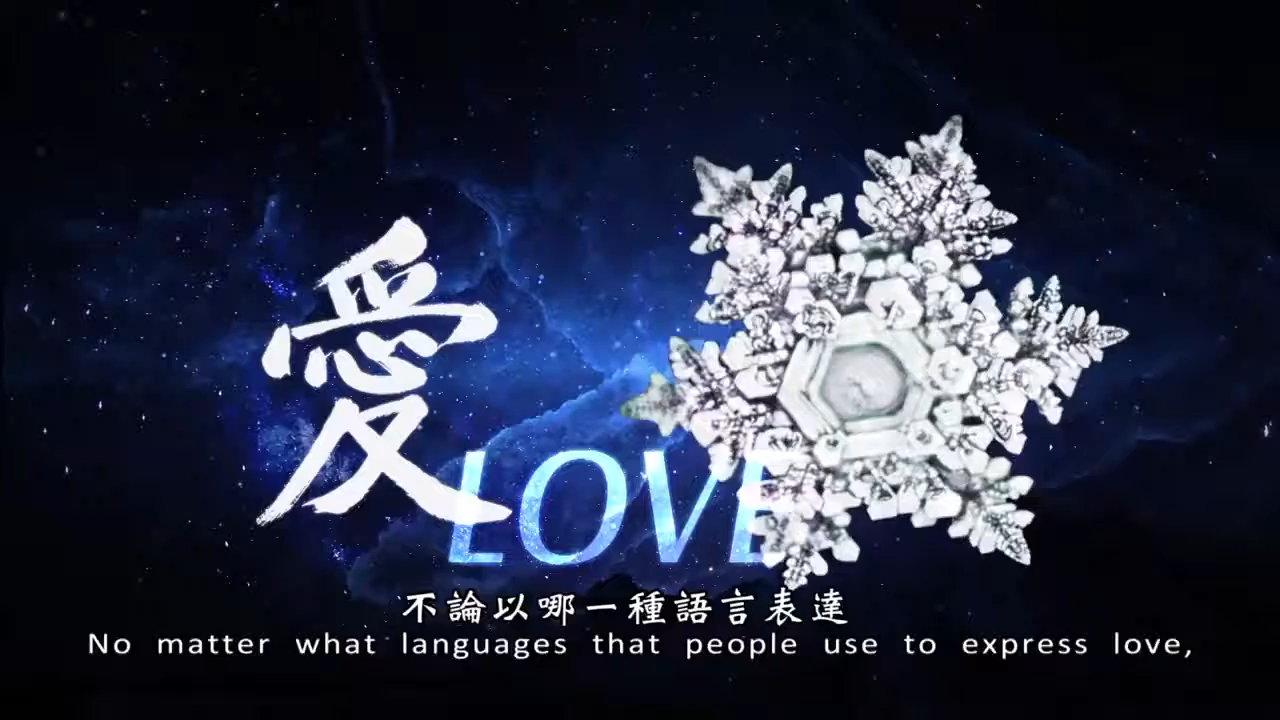 愛
LOVE
不論以哪一種語言表達
No matter what languages that people use to express love,